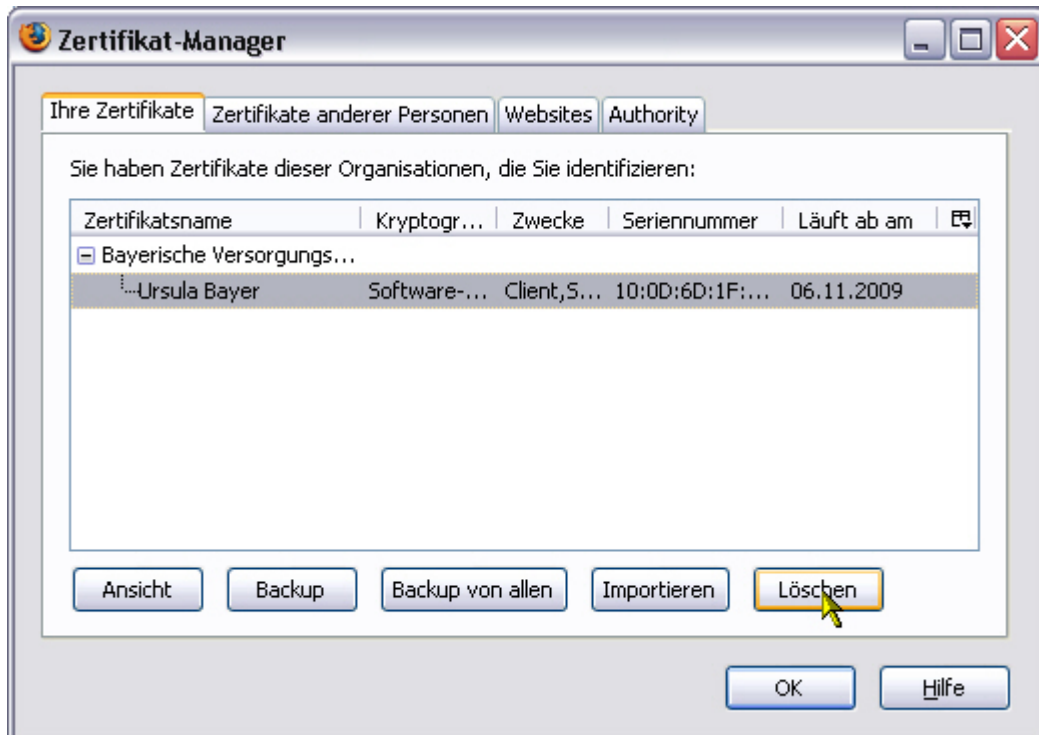 Zertifikat-Manager
Ihre Zertifikate Zertifikate anderer Personen Websites Authority
Sie haben Zertifikate dieser Organisationen, die Sie identifizieren:
Zertifikatsname Kryptogr... Zwecke Seriennummer Läuft ab am
Bayerische Versorgungs...
Ursula Bayer Software-... Client,S... 10:0D:6D:1F:... 06.11.2009
Ansicht Backup Backup von allen Importieren Löschen
OK Hilfe